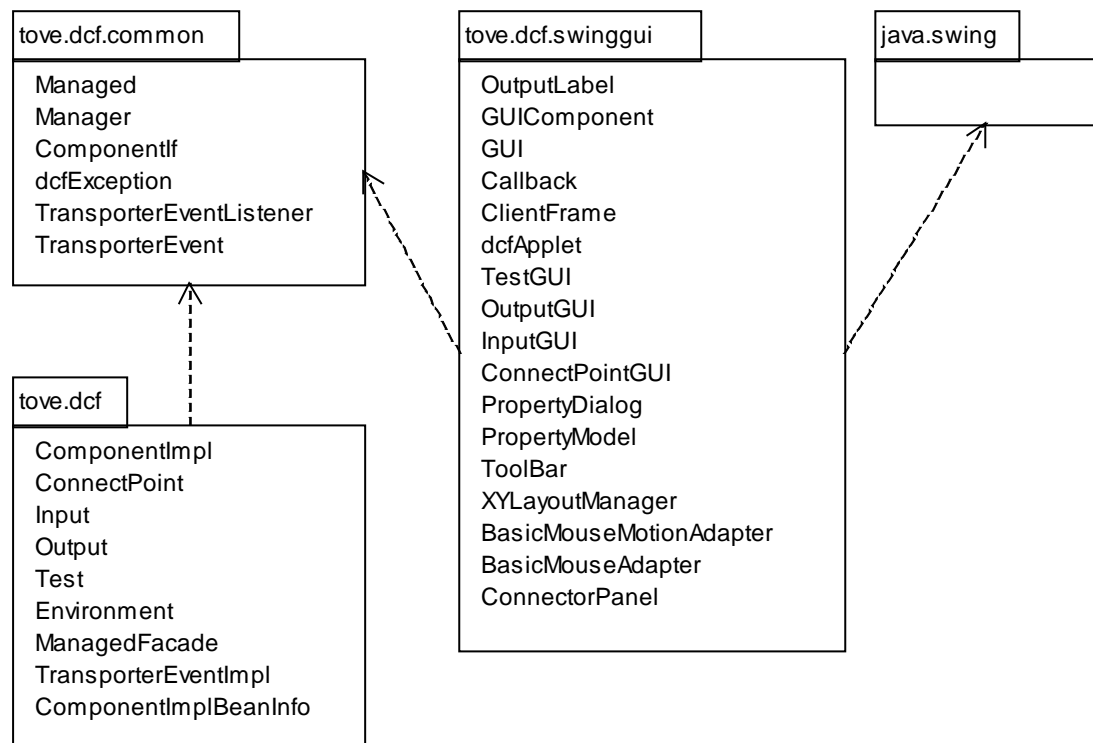 tove.dcf.common
Managed
Manager
ComponentIf
dcfException
TransporterEventListener
TransporterEvent
tove.dcf
ComponentImpl
ConnectPoint
Input
Output
Test
Environment
ManagedFacade
TransporterEventImpl
ComponentImplBeanInfo
tove.dcf.swinggui
OutputLabel
GUIComponent
GUI
Callback
ClientFrame
dcfApplet
TestGUI
OutputGUI
InputGUI
ConnectPointGUI
PropertyDialog
PropertyModel
ToolBar
XYLayoutManager
BasicMouseMotionAdapter
BasicMouseAdapter
ConnectorPanel
java.swing